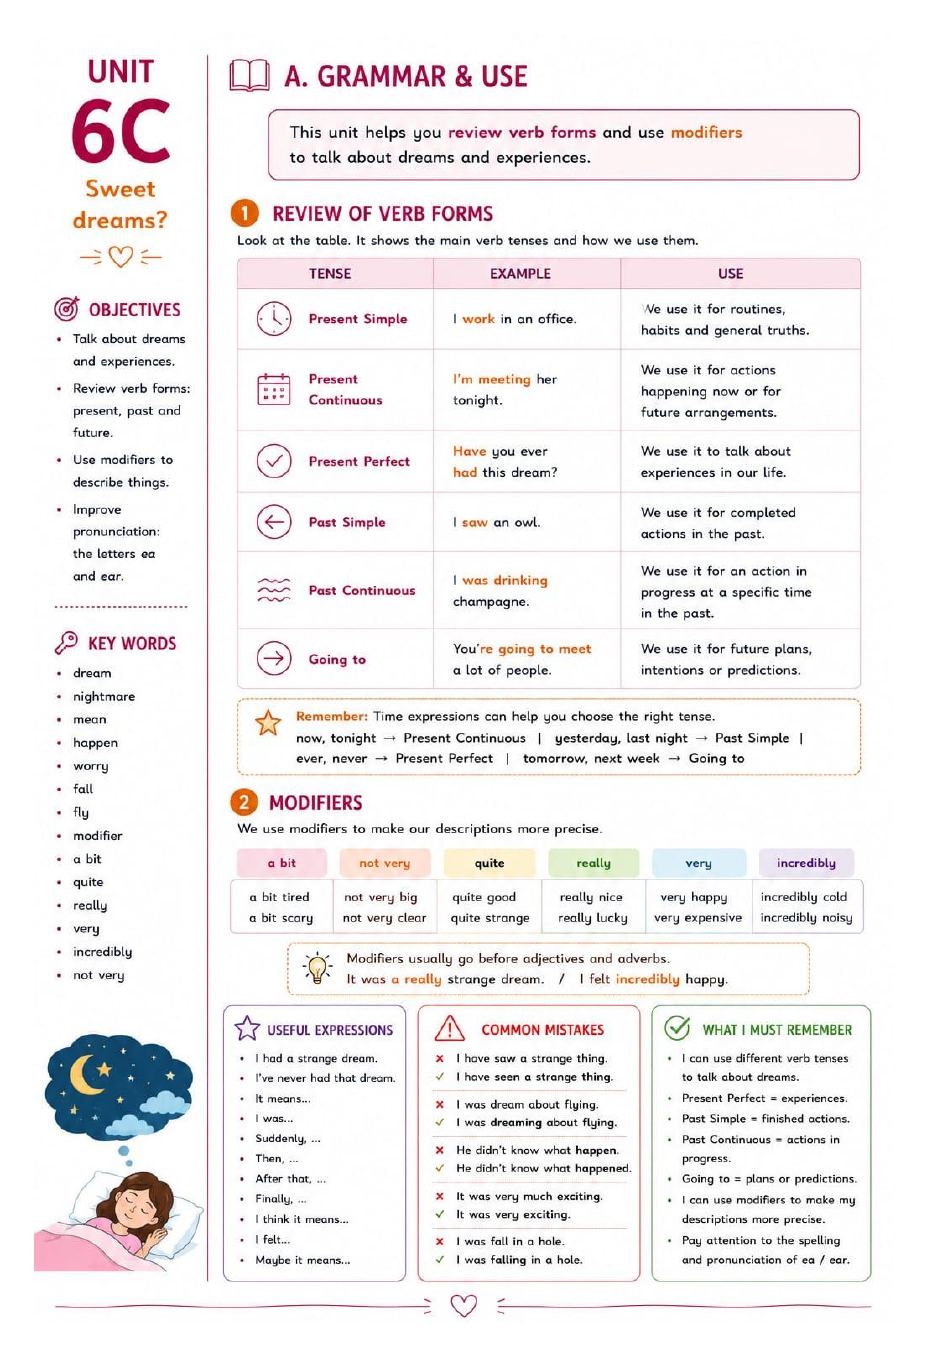 UNIT
6C
Sweet
dreams?
OBJECTIVES
• Talk about dreams
and experiences.
• Review verb forms:
present, past and
future.
• Use modifiers to
describe things.
• Improve
pronunciation:
the letters ea
and ear.
KEY WORDS
• dream
• nightmare
• mean
• happen
• worry
• fall
• fly
• modifier
• a bit
• quite
• really
• very
• incredibly
• not very
A. GRAMMAR & USE
This unit helps you review verb forms and use modifiers
to talk about dreams and experiences.
1 REVIEW OF VERB FORMS
Look at the table. It shows the main verb tenses and how we use them.
TENSE EXAMPLE USE
Present Simple
I work in an office.
We use it for routines,
habits and general truths.
Present
Continuous
I'm meeting her
tonight.
We use it for actions
happening now or for
future arrangements.
Present Perfect
Have you ever
had this dream?
We use it to talk about
experiences in our life.
Past Simple
I saw an owl.
We use it for completed
actions in the past.
Past Continuous
I was drinking
champagne.
We use it for an action in
progress at a specific time
in the past.
Going to
You're going to meet
a lot of people.
We use it for future plans,
intentions or predictions.
Remember: Time expressions can help you choose the right tense.
now, tonight → Present Continuous | yesterday, last night → Past Simple |
ever, never → Present Perfect | tomorrow, next week → Going to
2 MODIFIERS
We use modifiers to make our descriptions more precise.
a bit not very quite really very incredibly
a bit tired not very big quite good really nice very happy incredibly cold
a bit scary not very clear quite strange really lucky very expensive incredibly noisy
Modifiers usually go before adjectives and adverbs.
It was a really strange dream. / I felt incredibly happy.
USEFUL EXPRESSIONS
• I had a strange dream.
• I've never had that dream.
• It means...
• I was...
• Suddenly, ...
• Then, ...
• After that, ...
• Finally, ...
• I think it means...
• I felt...
• Maybe it means...
COMMON MISTAKES
✗ I have saw a strange thing.
✓ I have seen a strange thing.
✗ I was dream about flying.
✓ I was dreaming about flying.
✗ He didn't know what happen.
✓ He didn't know what happened.
✗ It was very much exciting.
✓ It was very exciting.
✗ I was fall in a hole.
✓ I was falling in a hole.
WHAT I MUST REMEMBER
• I can use different verb tenses
to talk about dreams.
• Present Perfect = experiences.
• Past Simple = finished actions.
• Past Continuous = actions in
progress.
• Going to = plans or predictions.
• I can use modifiers to make my
descriptions more precise.
• Pay attention to the spelling
and pronunciation of ea / ear.